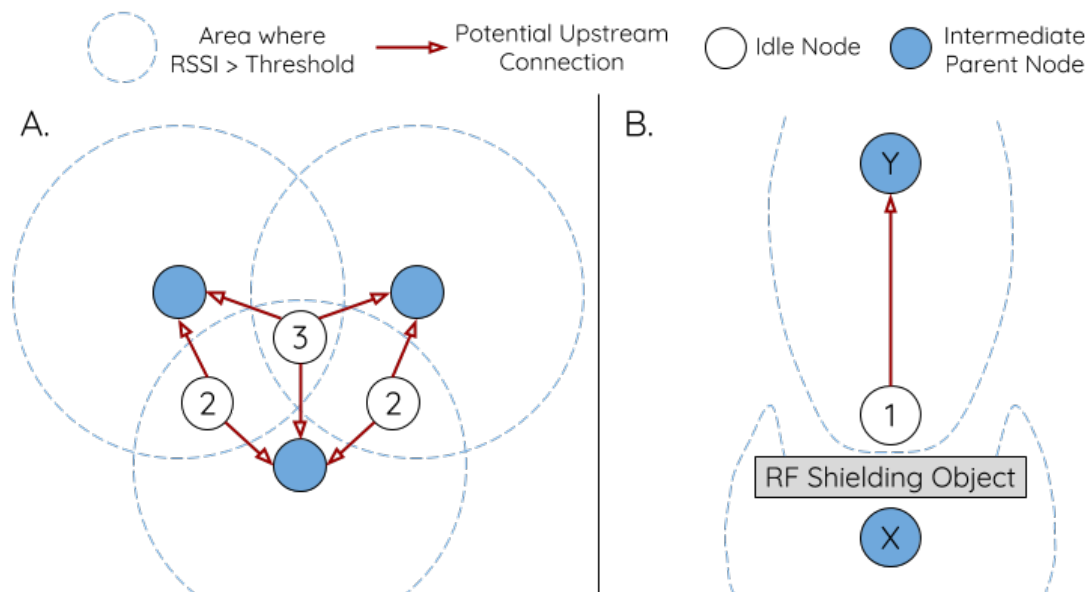 Area where
RSSI > Threshold
Potential Upstream
Connection
Idle Node
Intermediate
Parent Node
A.
3
2
2
B.
Y
1
RF Shielding Object
X